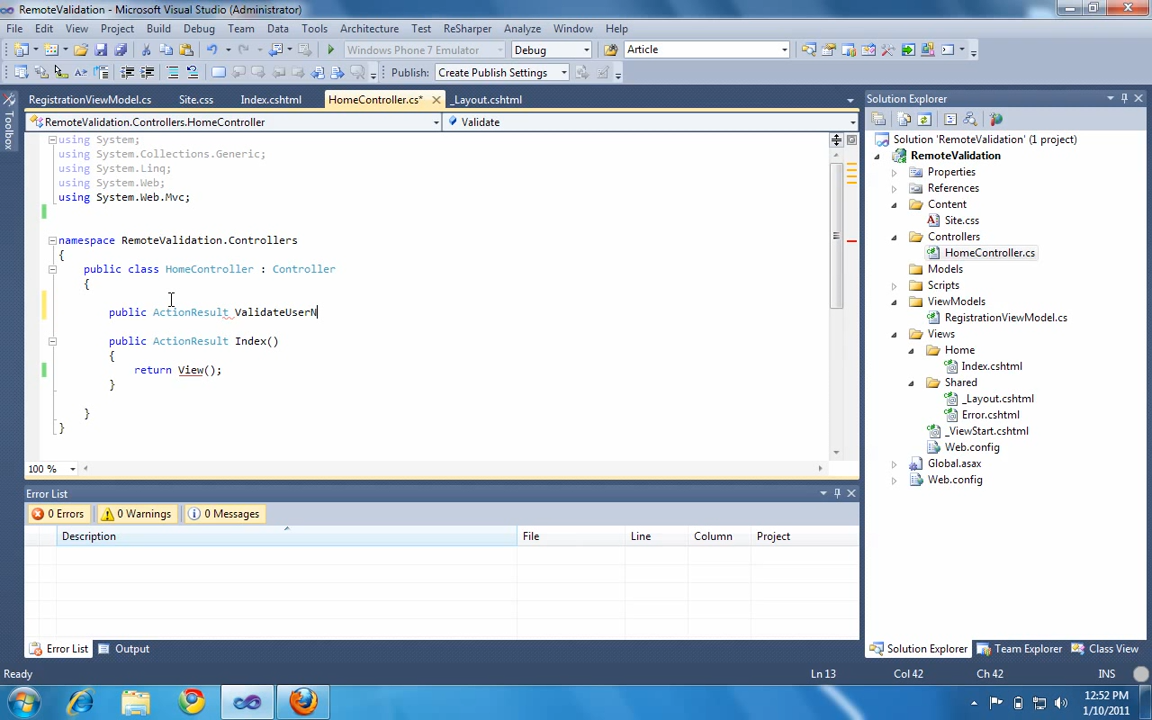 RemoteValidation - Microsoft Visual Studio (Administrator)
File Edit View Project Build Debug Team Data Tools Architecture Test ReSharper Analyze Window Help
Windows Phone 7 Emulator Debug Article
Publish: Create Publish Settings
RegistrationViewModel.cs Site.css Index.cshtml HomeController.cs* _Layout.cshtml
RemoteValidation.Controllers.HomeController Validate
Toolbox
using System;
using System.Collections.Generic;
using System.Linq;
using System.Web;
using System.Web.Mvc;
namespace RemoteValidation.Controllers
{
public class HomeController : Controller
{
public ActionResult ValidateUserN
public ActionResult Index()
{
return View();
}
}
}
100 %
Error List
0 Errors 0 Warnings 0 Messages
Description File Line Column Project
Error List Output
Solution Explorer
Solution 'RemoteValidation' (1 project)
RemoteValidation
Properties
References
Content
Site.css
Controllers
HomeController.cs
Models
Scripts
ViewModels
RegistrationViewModel.cs
Views
Home
Index.cshtml
Shared
_Layout.cshtml
Error.cshtml
_ViewStart.cshtml
Web.config
Global.asax
Web.config
Solution Explorer Team Explorer Class View
Ready Ln 13 Col 42 Ch 42 INS
12:52 PM
1/10/2011